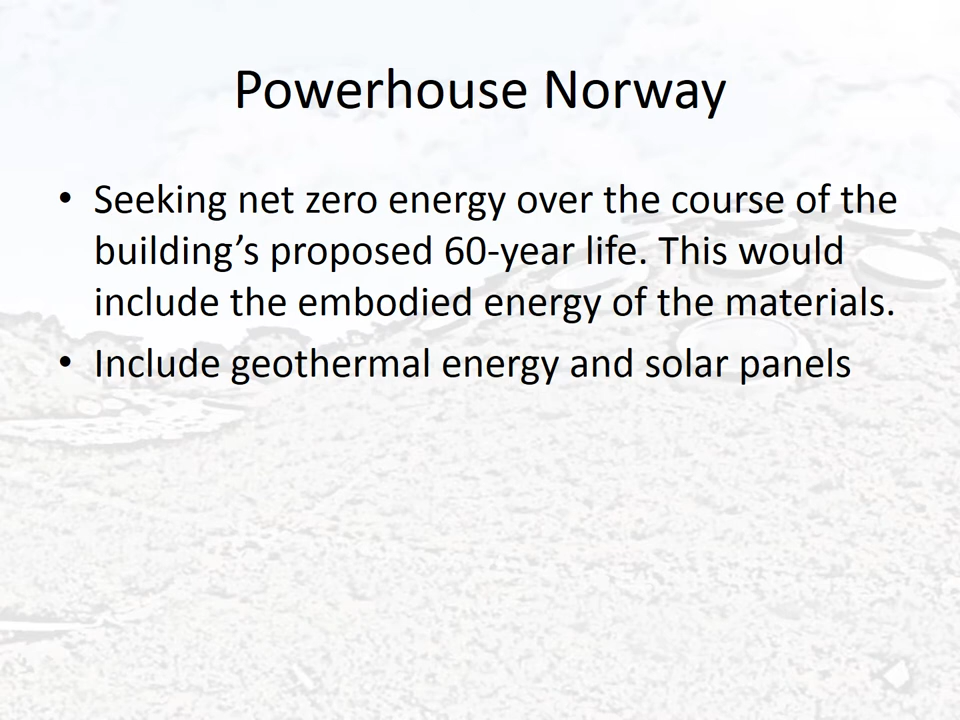 Powerhouse Norway
• Seeking net zero energy over the course of the
building’s proposed 60-year life. This would
include the embodied energy of the materials.
• Include geothermal energy and solar panels